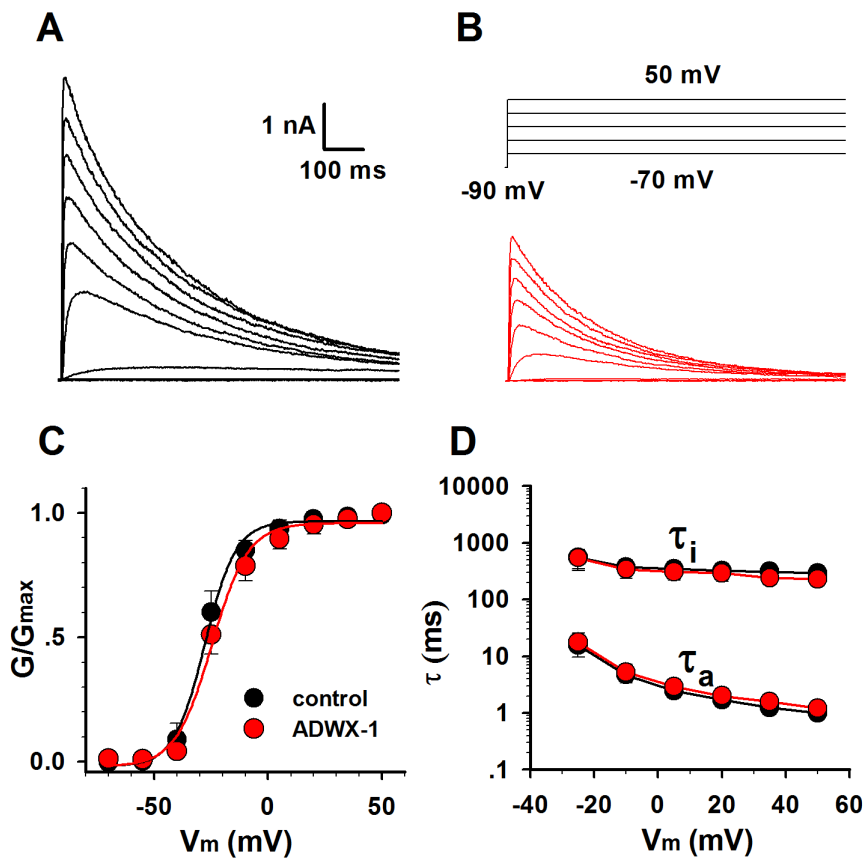 A
1 nA
100 ms
B
50 mV
-90 mV
-70 mV
C
G/Gmax
1.0
.5
0.0
control
ADWX-1
-50
0
50
Vm (mV)
D
τ (ms)
10000
1000
100
10
1
.1
τi
τa
-40
-20
0
20
40
60
Vm (mV)